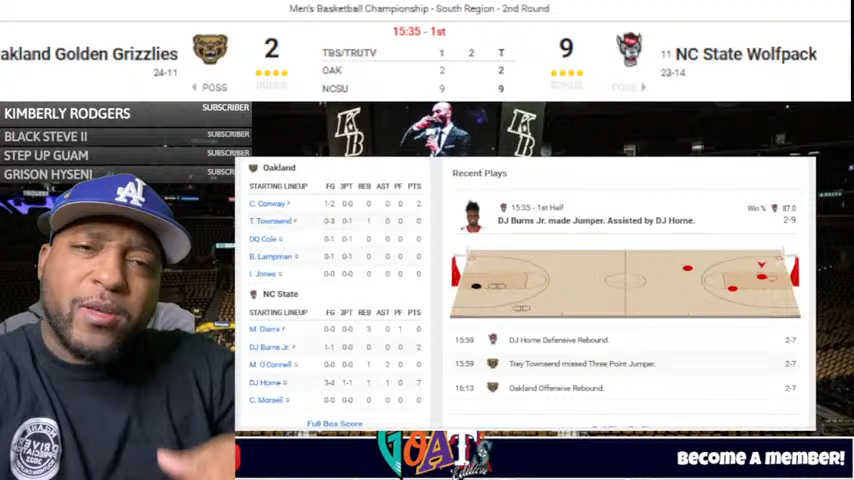 Men's Basketball Championship - South Region - 2nd Round
akland Golden Grizzlies
24-11
2
POSS
15:35 - 1st
TBS/TRUTV 1 2 T
OAK 2 2
NCSU 9 9
9
11 NC State Wolfpack
23-14
POSS
KIMBERLY RODGERS SUBSCRIBER
BLACK STEVE II SUBSCRIBER
STEP UP GUAM SUBSCRIBER
GRISON HYSENI SUBSCRIBER
KB
KB
Oakland
STARTING LINEUP FG 3PT REB AST PF PTS
C. Conway F 1-2 0-0 0 0 0 2
T. Townsend F 0-3 0-1 1 0 0 0
DQ Cole G 0-1 0-1 0 0 0 0
B. Lampman G 0-1 0-1 0 0 0 0
I. Jones G 0-0 0-0 0 0 0 0
NC State
STARTING LINEUP FG 3PT REB AST PF PTS
M. Diarra F 0-0 0-0 3 0 1 0
DJ Burns Jr. F 1-1 0-0 0 0 0 2
M. O'Connell G 0-0 0-0 1 2 0 0
DJ Horne G 3-4 1-1 1 1 0 7
C. Morsell G 0-0 0-0 0 0 0 0
Full Box Score
Recent Plays
15:35 - 1st Half
Win % 87.0
DJ Burns Jr. made Jumper. Assisted by DJ Horne.
2-9
15:59 DJ Horne Defensive Rebound. 2-7
15:59 Trey Townsend missed Three Point Jumper. 2-7
16:13 Oakland Offensive Rebound. 2-7
LA
GOATs
Edition
BECOME A MEMBER!